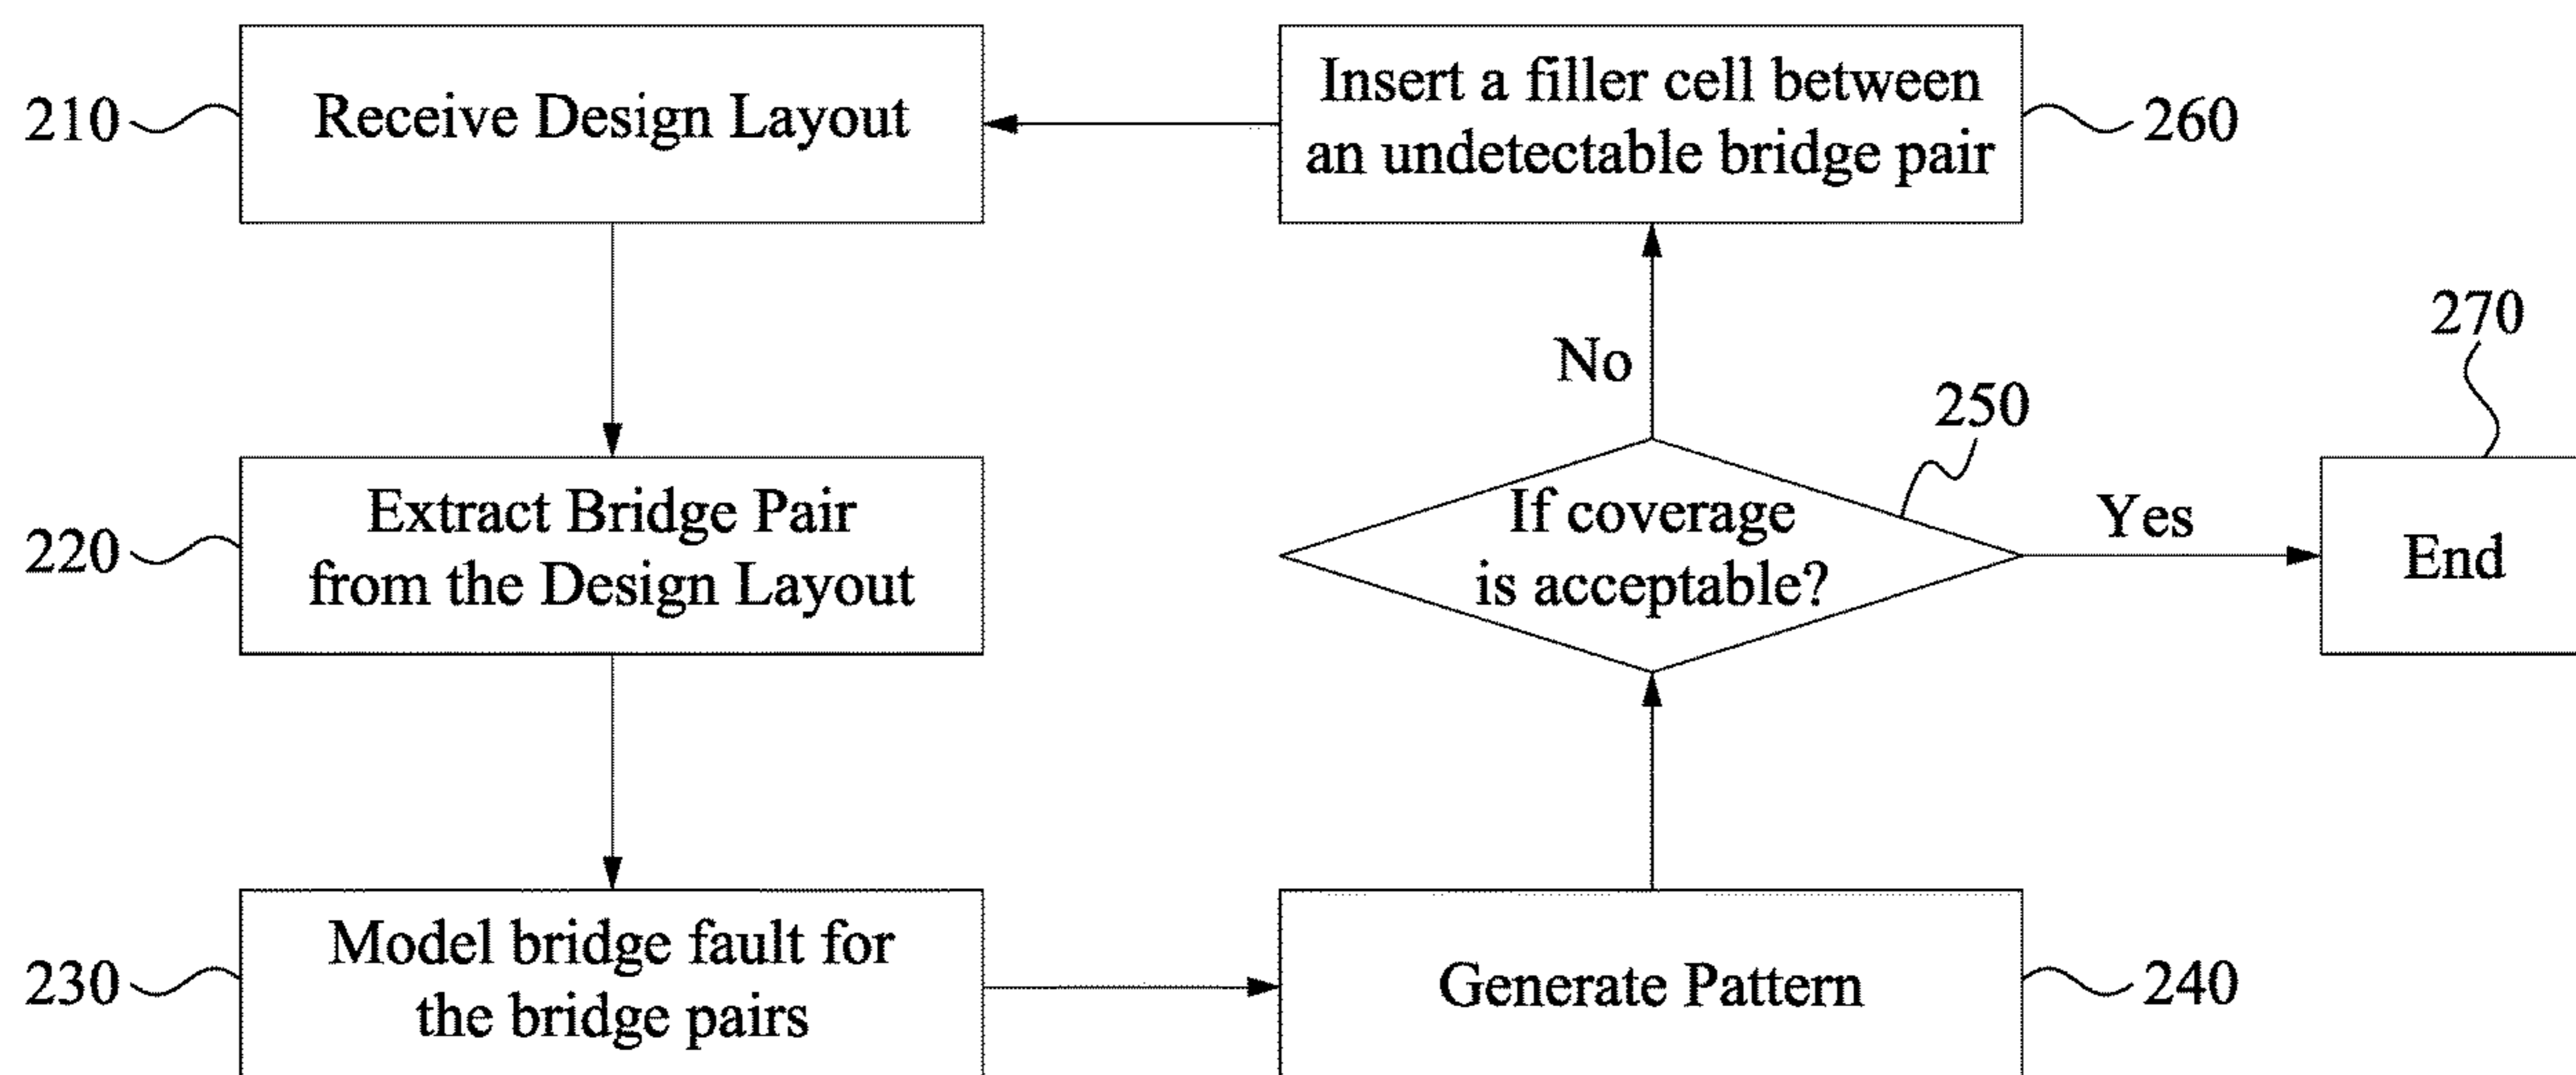 210
Receive Design Layout
Insert a filler cell between
an undetectable bridge pair
260
220
Extract Bridge Pair
from the Design Layout
No
250
If coverage
is acceptable?
Yes
270
End
230
Model bridge fault for
the bridge pairs
Generate Pattern
240